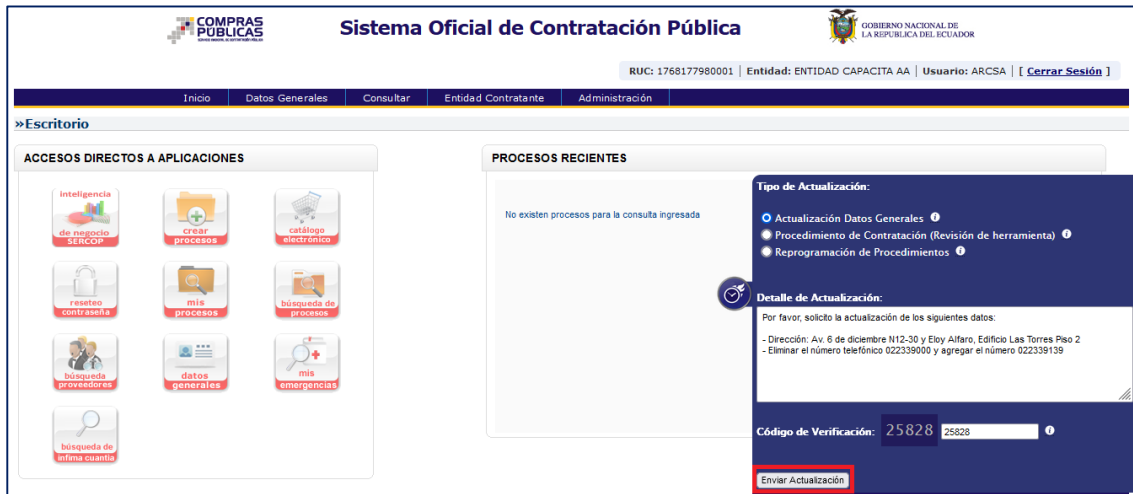 COMPRAS
PÚBLICAS
Sistema Oficial de Contratación Pública
GOBIERNO NACIONAL DE
LA REPUBLICA DEL ECUADOR
RUC: 1768177980001 | Entidad: ENTIDAD CAPACITA AA | Usuario: ARCSA | [ Cerrar Sesión ]
Inicio Datos Generales Consultar Entidad Contratante Administración
»Escritorio
ACCESOS DIRECTOS A APLICACIONES
inteligencia
de negocio
SERCOP
crear
procesos
catálogo
electrónico
reseteo
contraseña
mis
procesos
búsqueda de
procesos
búsqueda
proveedores
datos
generales
mis
emergencias
búsqueda de
ínfima cuantía
PROCESOS RECIENTES
No existen procesos para la consulta ingresada
Tipo de Actualización:
Actualización Datos Generales
Procedimiento de Contratación (Revisión de herramienta)
Reprogramación de Procedimientos
Detalle de Actualización:
Por favor, solicito la actualización de los siguientes datos:
- Dirección: Av. 6 de diciembre N12-30 y Eloy Alfaro, Edificio Las Torres Piso 2
- Eliminar el número telefónico 022339000 y agregar el número 022339139
Código de Verificación: 25828 25828
Enviar Actualización